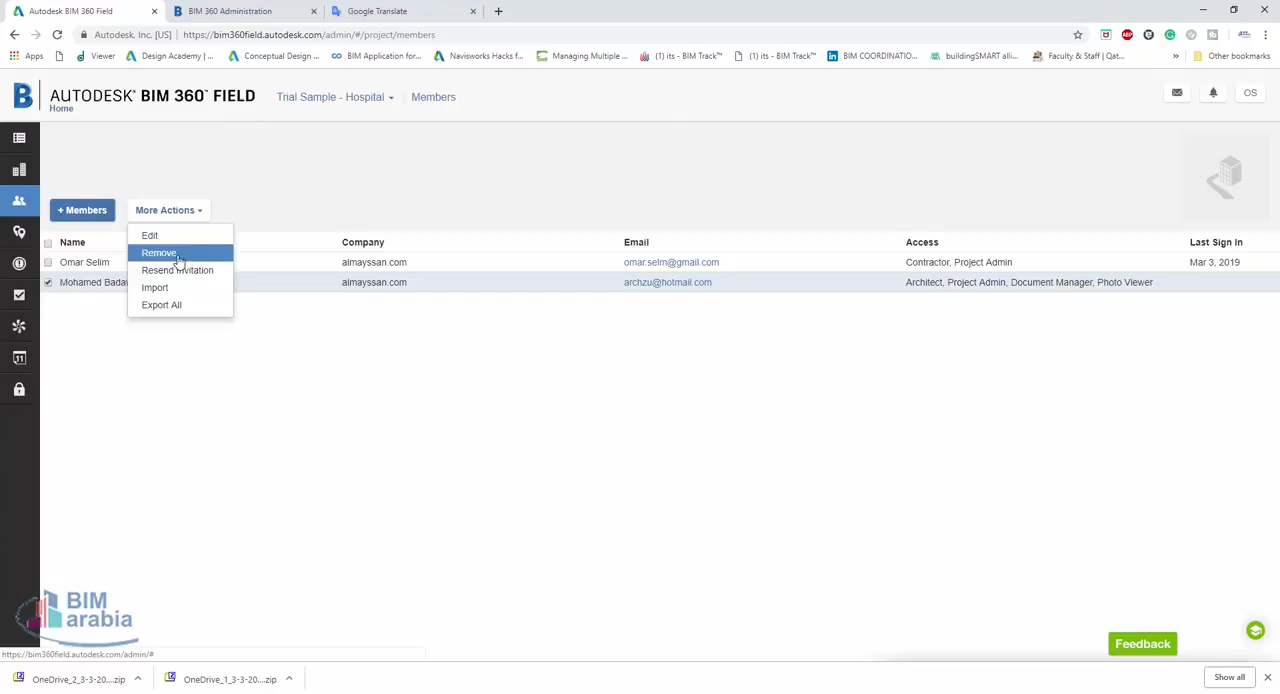 Autodesk BIM 360 Field
BIM 360 Administration
Google Translate
Autodesk, Inc. [US] | https://bim360field.autodesk.com/admin/#/project/members
Apps Viewer Design Academy | ... Conceptual Design ... BIM Application for... Navisworks Hacks f... Managing Multiple ... (1) its - BIM Track™ (1) its - BIM Track™ BIM COORDINATIO... buildingSMART alli... Faculty & Staff | Qat... » Other bookmarks
AUTODESK® BIM 360™ FIELD Trial Sample - Hospital Members OS
Home
+ Members More Actions
Edit
Name Company Email Access Last Sign In
Remove
Omar Selim almayssan.com omar.selm@gmail.com Contractor, Project Admin Mar 3, 2019
Resend Invitation
Mohamed almayssan.com archzu@hotmail.com Architect, Project Admin, Document Manager, Photo Viewer
Import
Export All
11
BIM
arabia
Feedback
https://bim360field.autodesk.com/admin/#
OneDrive_2_3-3-20....zip OneDrive_1_3-3-20....zip Show all